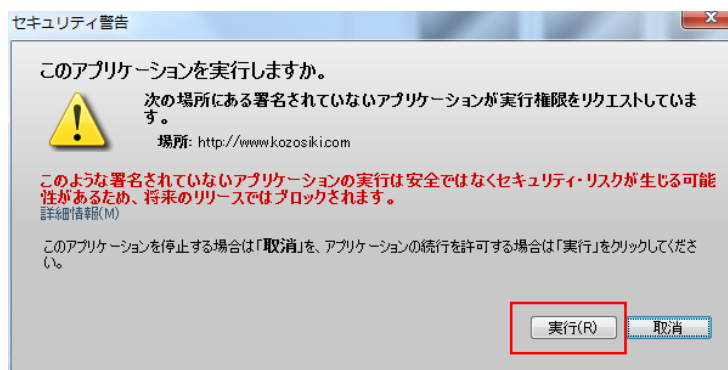 セキュリティ警告
このアプリケーションを実行しますか。
次の場所にある署名されていないアプリケーションが実行権限をリクエストしていま
す。
場所: http://www.kozosiki.com
このような署名されていないアプリケーションの実行は安全ではなくセキュリティ・リスクが生じる可能
性があるため、将来のリリースではブロックされます。
詳細情報(M)
このアプリケーションを停止する場合は「取消」を、アプリケーションの続行を許可する場合は「実行」をクリックしてくださ
い。
実行(R) 取消